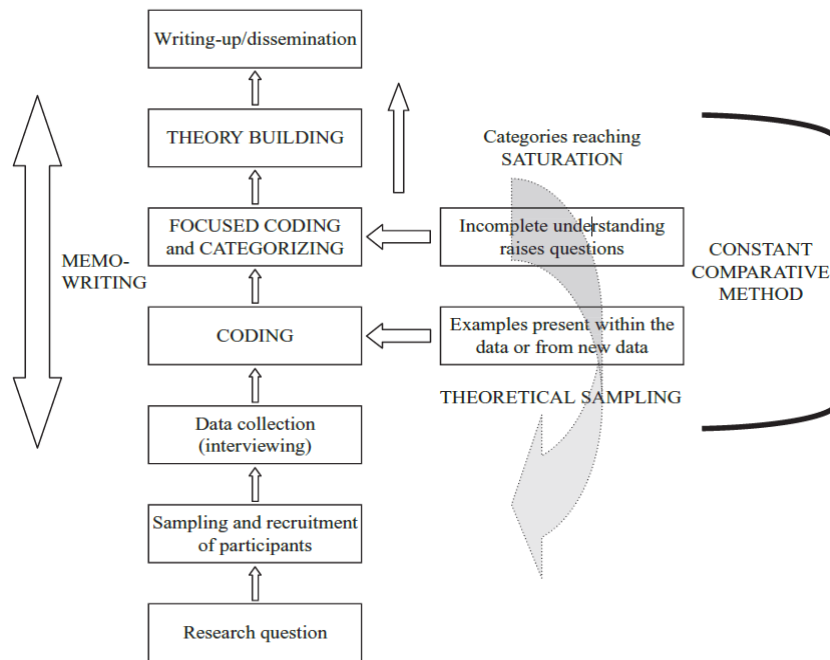 Writing-up/dissemination
THEORY BUILDING
Categories reaching
SATURATION
FOCUSED CODING
and CATEGORIZING
Incomplete understanding
raises questions
MEMO-
WRITING
CONSTANT
COMPARATIVE
METHOD
CODING
Examples present within the
data or from new data
THEORETICAL SAMPLING
Data collection
(interviewing)
Sampling and recruitment
of participants
Research question